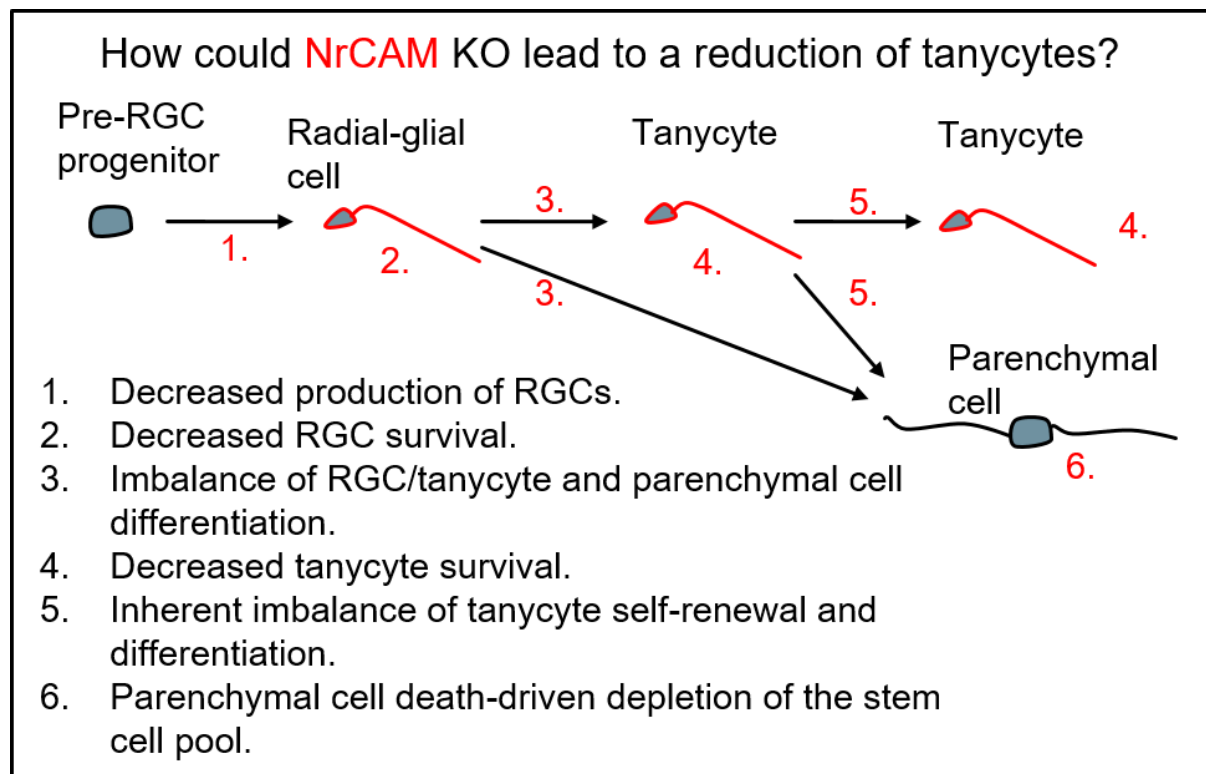 How could NrCAM KO lead to a reduction of tanycytes?
Pre-RGC
progenitor
Radial-glial
cell
Tanycyte
Tanycyte
1.
2.
3.
3.
4.
5.
5.
4.
Parenchymal
cell
6.
1. Decreased production of RGCs.
2. Decreased RGC survival.
3. Imbalance of RGC/tanycyte and parenchymal cell
differentiation.
4. Decreased tanycyte survival.
5. Inherent imbalance of tanycyte self-renewal and
differentiation.
6. Parenchymal cell death-driven depletion of the stem
cell pool.